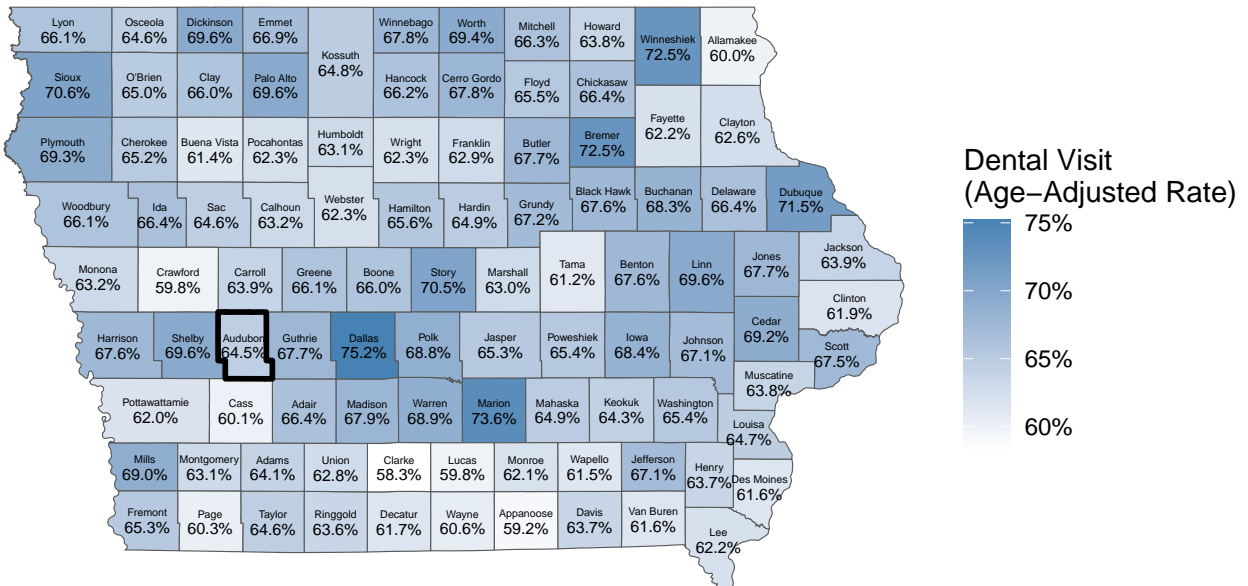 Lyon
66.1%
Osceola
64.6%
Dickinson
69.6%
Emmet
66.9%
Kossuth
64.8%
Winnebago
67.8%
Worth
69.4%
Mitchell
66.3%
Howard
63.8%
Winneshiek
72.5%
Allamakee
60.0%
Sioux
70.6%
O'Brien
65.0%
Clay
66.0%
Palo Alto
69.6%
Hancock
66.2%
Cerro Gordo
67.8%
Floyd
65.5%
Chickasaw
66.4%
Fayette
62.2%
Clayton
62.6%
Plymouth
69.3%
Cherokee
65.2%
Buena Vista
61.4%
Pocahontas
62.3%
Humboldt
63.1%
Wright
62.3%
Franklin
62.9%
Butler
67.7%
Bremer
72.5%
Woodbury
66.1%
Ida
66.4%
Sac
64.6%
Calhoun
63.2%
Webster
62.3%
Hamilton
65.6%
Hardin
64.9%
Grundy
67.2%
Black Hawk
67.6%
Buchanan
68.3%
Delaware
66.4%
Dubuque
71.5%
Monona
63.2%
Crawford
59.8%
Carroll
63.9%
Greene
66.1%
Boone
66.0%
Story
70.5%
Marshall
63.0%
Tama
61.2%
Benton
67.6%
Linn
69.6%
Jones
67.7%
Jackson
63.9%
Clinton
61.9%
Harrison
67.6%
Shelby
69.6%
Audubon
64.5%
Guthrie
67.7%
Dallas
75.2%
Polk
68.8%
Jasper
65.3%
Poweshiek
65.4%
Iowa
68.4%
Johnson
67.1%
Cedar
69.2%
Scott
67.5%
Muscatine
63.8%
Pottawattamie
62.0%
Cass
60.1%
Adair
66.4%
Madison
67.9%
Warren
68.9%
Marion
73.6%
Mahaska
64.9%
Keokuk
64.3%
Washington
65.4%
Louisa
64.7%
Mills
69.0%
Montgomery
63.1%
Adams
64.1%
Union
62.8%
Clarke
58.3%
Lucas
59.8%
Monroe
62.1%
Wapello
61.5%
Jefferson
67.1%
Henry
63.7%
Des Moines
61.6%
Fremont
65.3%
Page
60.3%
Taylor
64.6%
Ringgold
63.6%
Decatur
61.7%
Wayne
60.6%
Appanoose
59.2%
Davis
63.7%
Van Buren
61.6%
Lee
62.2%
Dental Visit
(Age−Adjusted Rate)
75%
70%
65%
60%